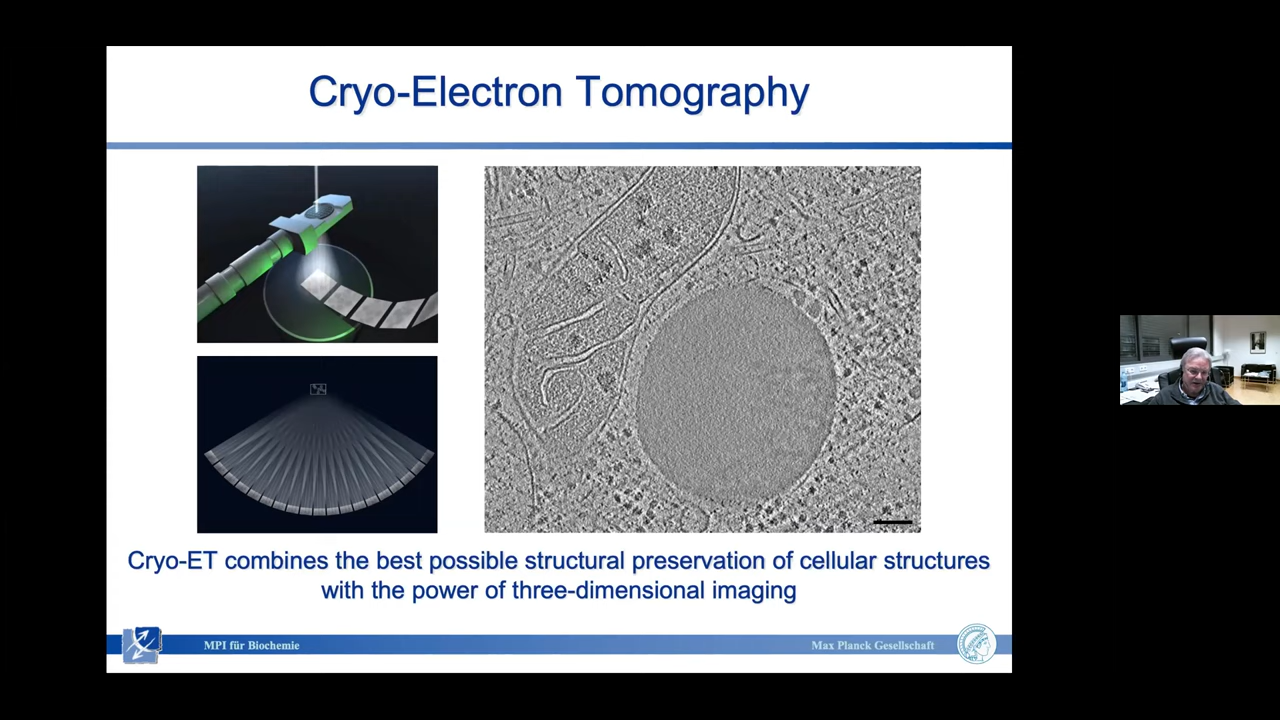 Cryo-Electron Tomography
Cryo-ET combines the best possible structural preservation of cellular structures
with the power of three-dimensional imaging
MPI für Biochemie
Max Planck Gesellschaft